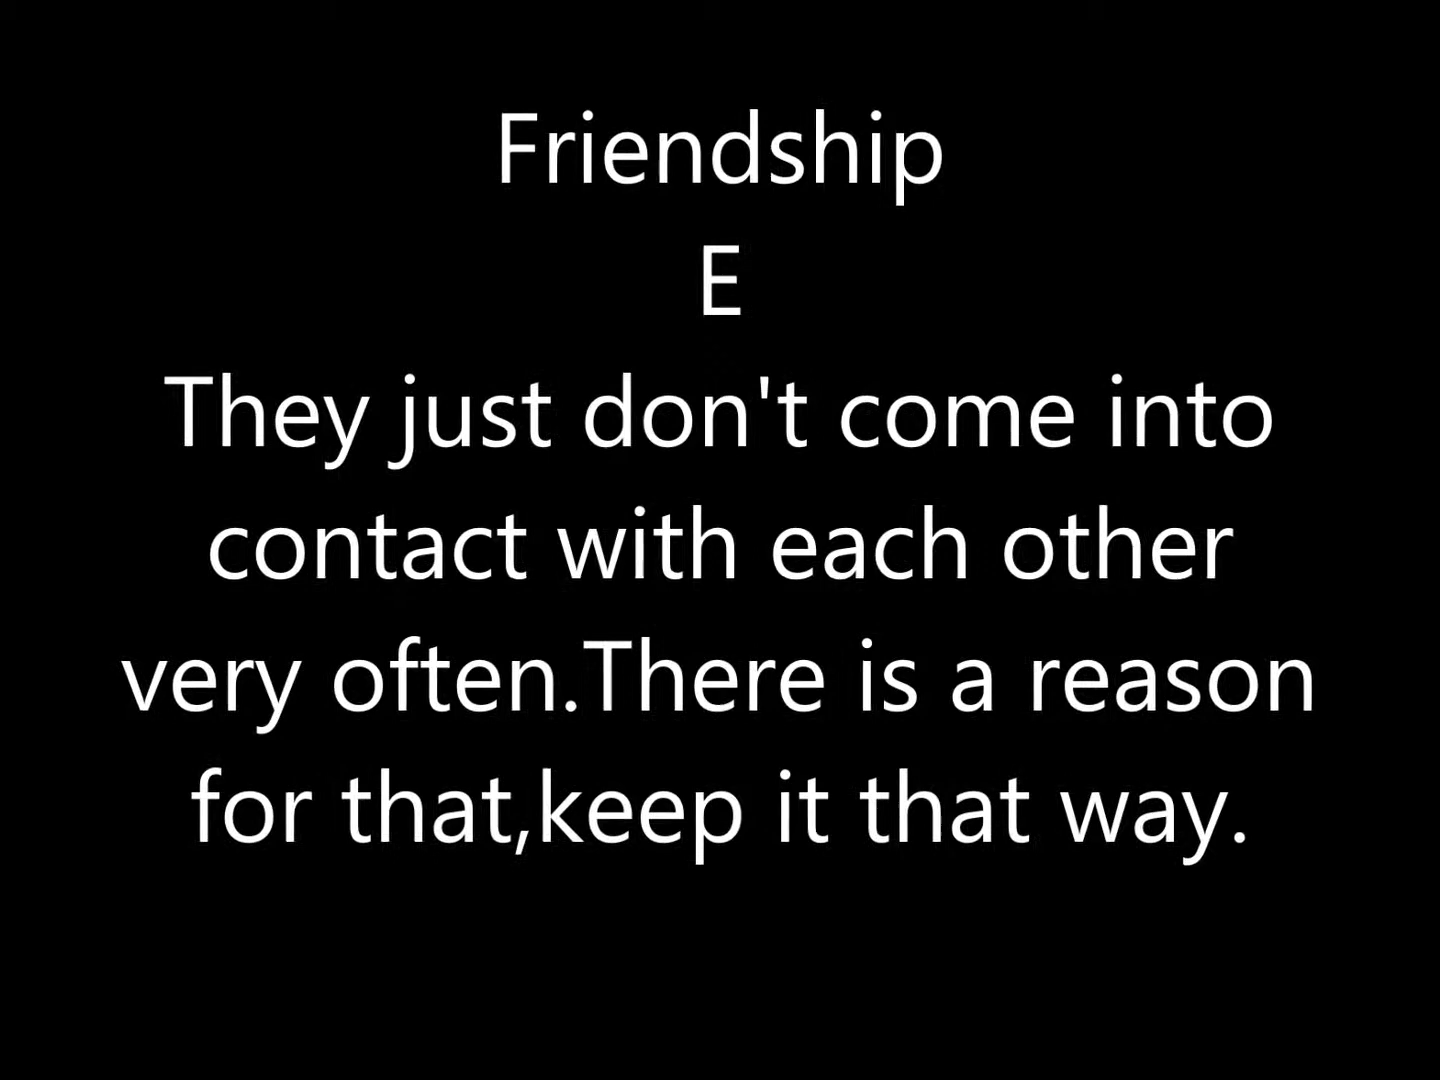 Friendship
E
They just don't come into
contact with each other
very often.There is a reason
for that,keep it that way.